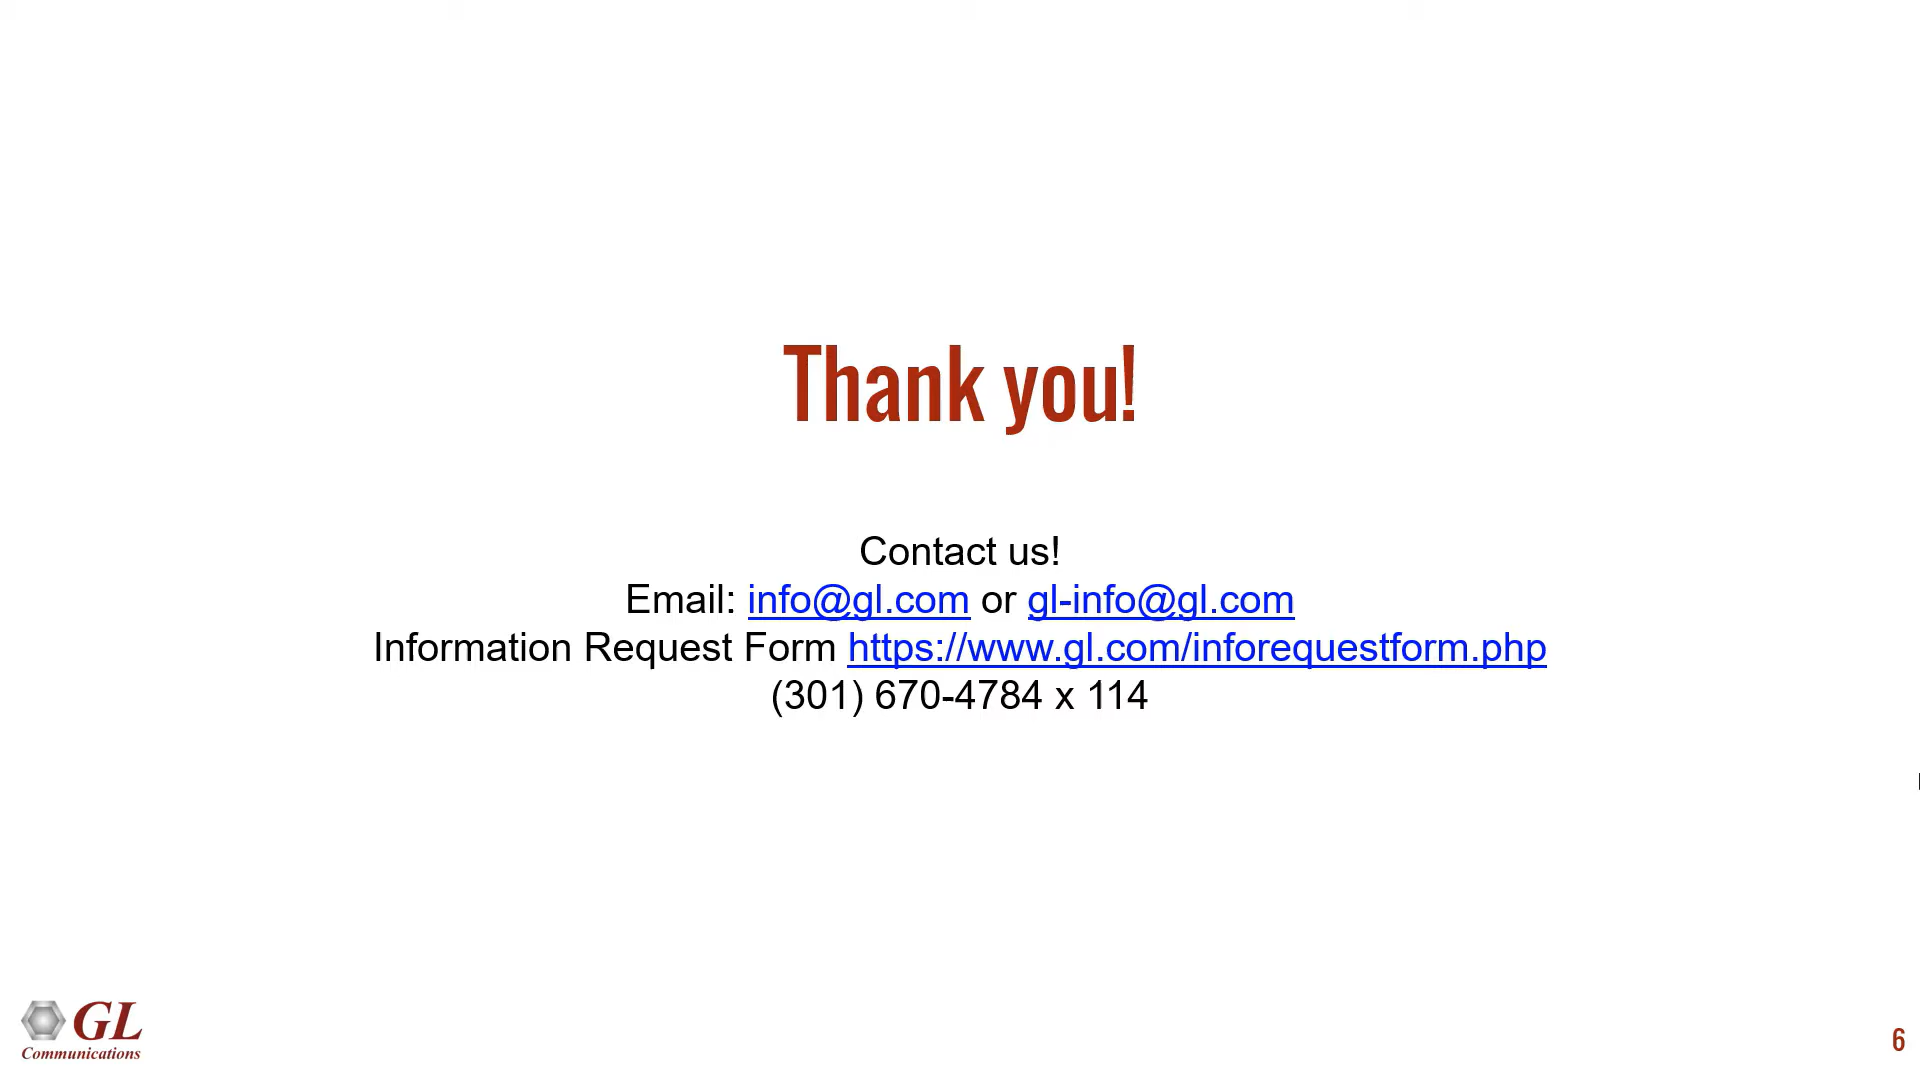 Thank you!
Contact us!
Email: info@gl.com or gl-info@gl.com
Information Request Form https://www.gl.com/inforequestform.php
(301) 670-4784 x 114
GL
Communications
6